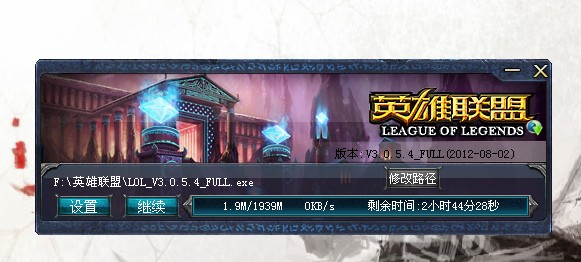 英雄联盟
LEAGUE OF LEGENDS
版本:V3.0.5.4_FULL(2012-08-02)
F:\英雄联盟\LOL_V3.0.5.4_FULL.exe
修改路径
设置 继续 1.9M/1939M 0KB/s 剩余时间:2小时44分28秒